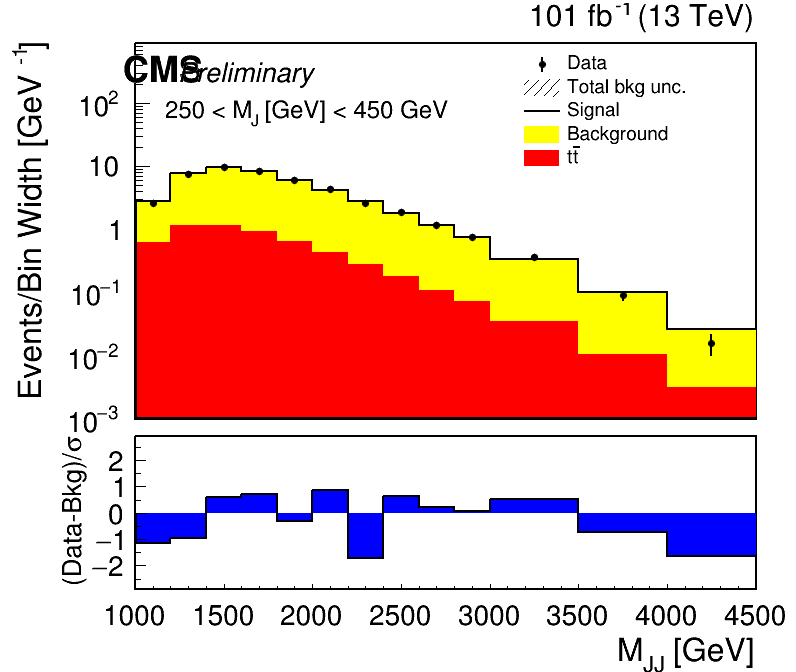 101 fb⁻¹ (13 TeV)
CMS Preliminary
250 < M_J [GeV] < 450 GeV
Data
Total bkg unc.
Signal
Background
tt̄
Events/Bin Width [GeV⁻¹]
10²
10
1
10⁻¹
10⁻²
10⁻³
(Data-Bkg)/σ
2
1
0
−1
−2
1000 1500 2000 2500 3000 3500 4000 4500
M_JJ [GeV]